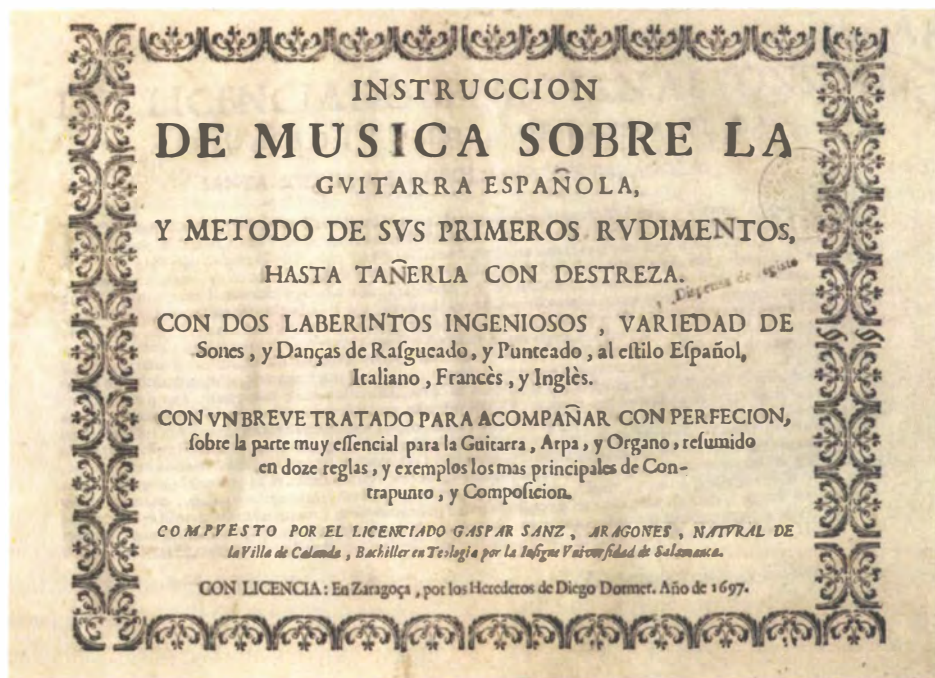 INSTRUCCION
DE MUSICA SOBRE LA
GVITARRA ESPAÑOLA,
Y METODO DE SVS PRIMEROS RVDIMENTOS,
HASTA TAÑERLA CON DESTREZA.
CON DOS LABERINTOS INGENIOSOS , VARIEDAD DE
Sones, y Danças de Raſgueado, y Punteado, al eſtilo Eſpañol,
Italiano, Francès, y Inglès.
CON VN BREVE TRATADO PARA ACOMPAÑAR CON PERFECION,
ſobre la parte muy eſſencial para la Guitarra, Arpa, y Organo, reſumido
en doze reglas, y exemplos los mas principales de Con-
trapunto, y Compoſicion.
COMPVESTO POR EL LICENCIADO GASPAR SANZ, ARAGONES, NATVRAL DE
la Villa de Calanda, Bachiller en Teologia por la Inſigne Vniverſidad de Salamanca.
CON LICENCIA: En Zaragoça, por los Herederos de Diego Dormer. Año de 1697.